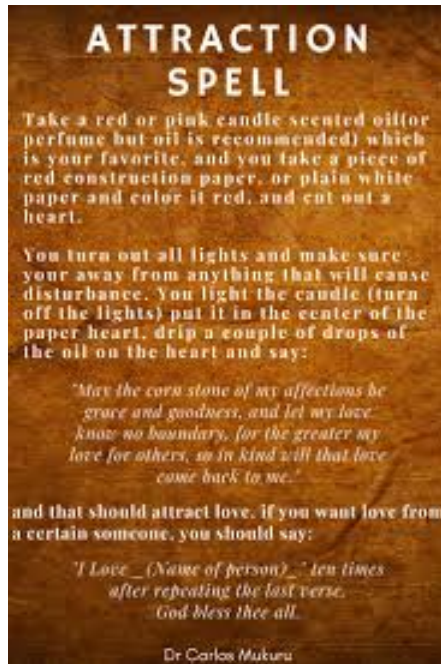 ATTRACTION
SPELL
Take a red or pink candle scented oil(or
perfume but oil is recommended) which
is your favorite, and you take a piece of
red construction paper, or plain white
paper and color it red, and cut out a
heart.
You turn out all lights and make sure
your away from anything that will cause
disturbance. You light the candle (turn
off the lights) put it in the center of the
paper heart, drip a couple of drops of
the oil on the heart and say:
"May the corn stone of my affections be
grace and goodness, and let my love
know no boundary, for the greater my
love for others, so in kind will that love
come back to me."
and that should attract love. if you want love from
a certain someone, you should say:
"I Love _(Name of person)_" ten times
after repeating the last verse.
God bless thee all.
Dr Carlos Mukuru